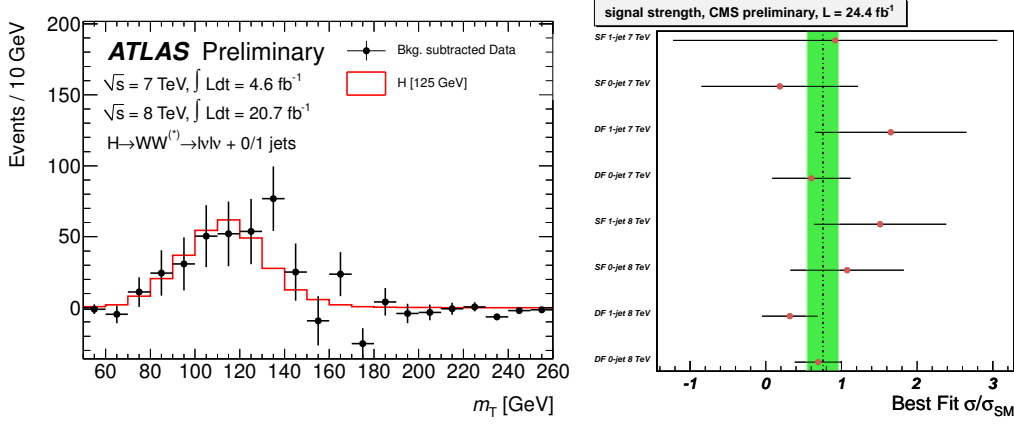 ATLAS Preliminary
√s = 7 TeV, ∫ Ldt = 4.6 fb-1
√s = 8 TeV, ∫ Ldt = 20.7 fb-1
H→WW(*)→lνlν + 0/1 jets
Bkg. subtracted Data
H [125 GeV]
Events / 10 GeV
200
150
100
50
0
60 80 100 120 140 160 180 200 220 240 260
mT [GeV]
signal strength, CMS preliminary, L = 24.4 fb-1
SF 1-jet 7 TeV
SF 0-jet 7 TeV
DF 1-jet 7 TeV
DF 0-jet 7 TeV
SF 1-jet 8 TeV
SF 0-jet 8 TeV
DF 1-jet 8 TeV
DF 0-jet 8 TeV
-1 0 1 2 3
Best Fit σ/σSM